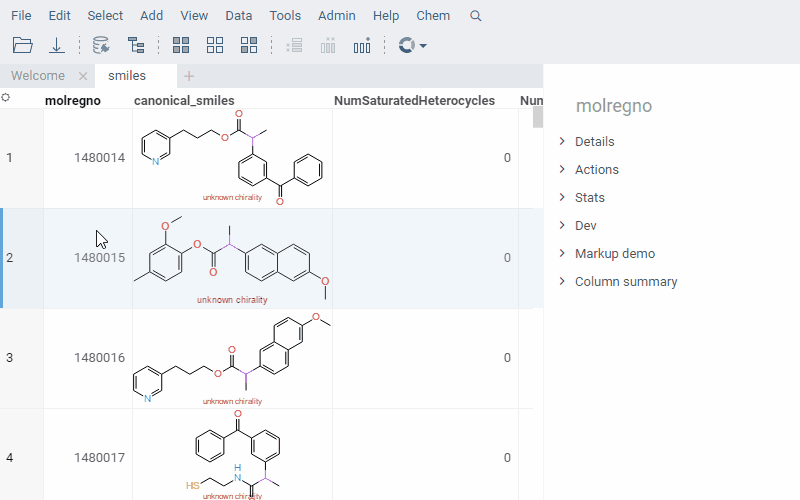 File Edit Select Add View Data Tools Admin Help Chem
Welcome smiles
molregno canonical_smiles NumSaturatedHeterocycles Num
1 1480014 O O N O unknown chirality 0
2 1480015 O O O O unknown chirality 0
3 1480016 O O O N unknown chirality 0
4 1480017 O H N HS unknown chirality 0
molregno
Details
Actions
Stats
Dev
Markup demo
Column summary